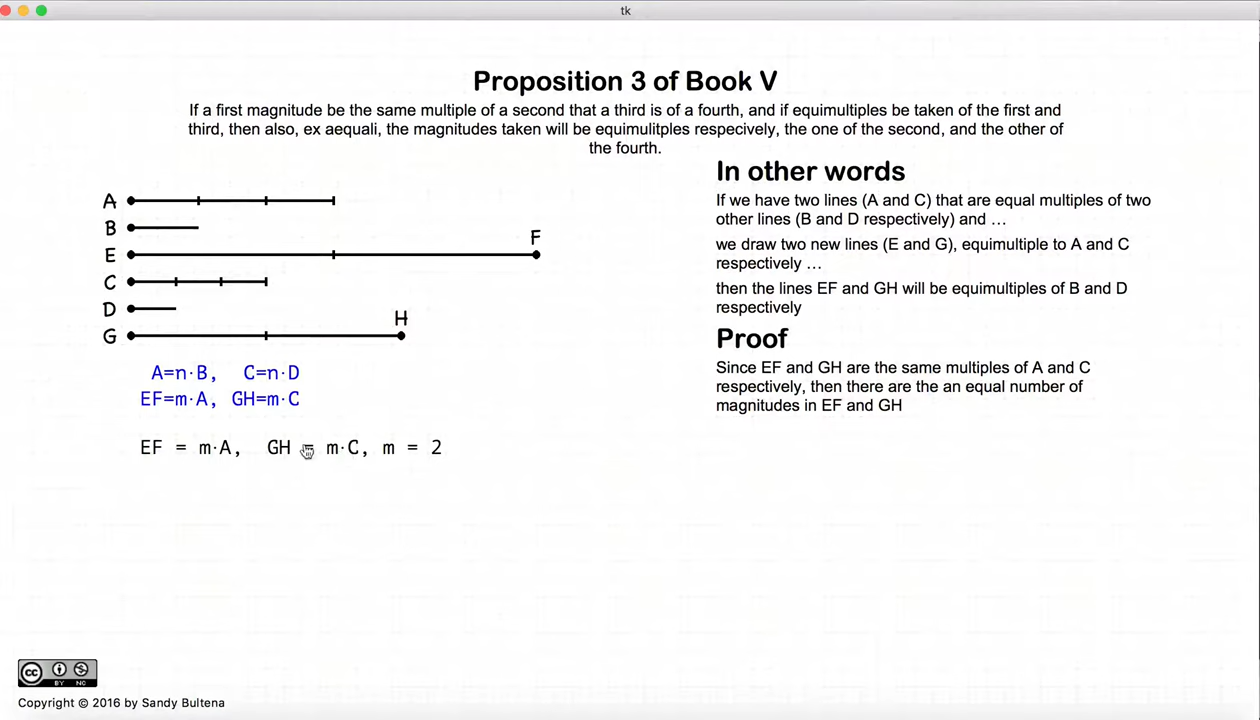 tk
Proposition 3 of Book V
If a first magnitude be the same multiple of a second that a third is of a fourth, and if equimultiples be taken of the first and
third, then also, ex aequali, the magnitudes taken will be equimulitples respecively, the one of the second, and the other of
the fourth.
A
B
E
F
C
D
G
H
A=n·B, C=n·D
EF=m·A, GH=m·C
EF = m·A, GH = m·C, m = 2
In other words
If we have two lines (A and C) that are equal multiples of two
other lines (B and D respectively) and ...
we draw two new lines (E and G), equimultiple to A and C
respectively ...
then the lines EF and GH will be equimultiples of B and D
respectively
Proof
Since EF and GH are the same multiples of A and C
respectively, then there are the an equal number of
magnitudes in EF and GH
cc
BY NC
Copyright © 2016 by Sandy Bultena